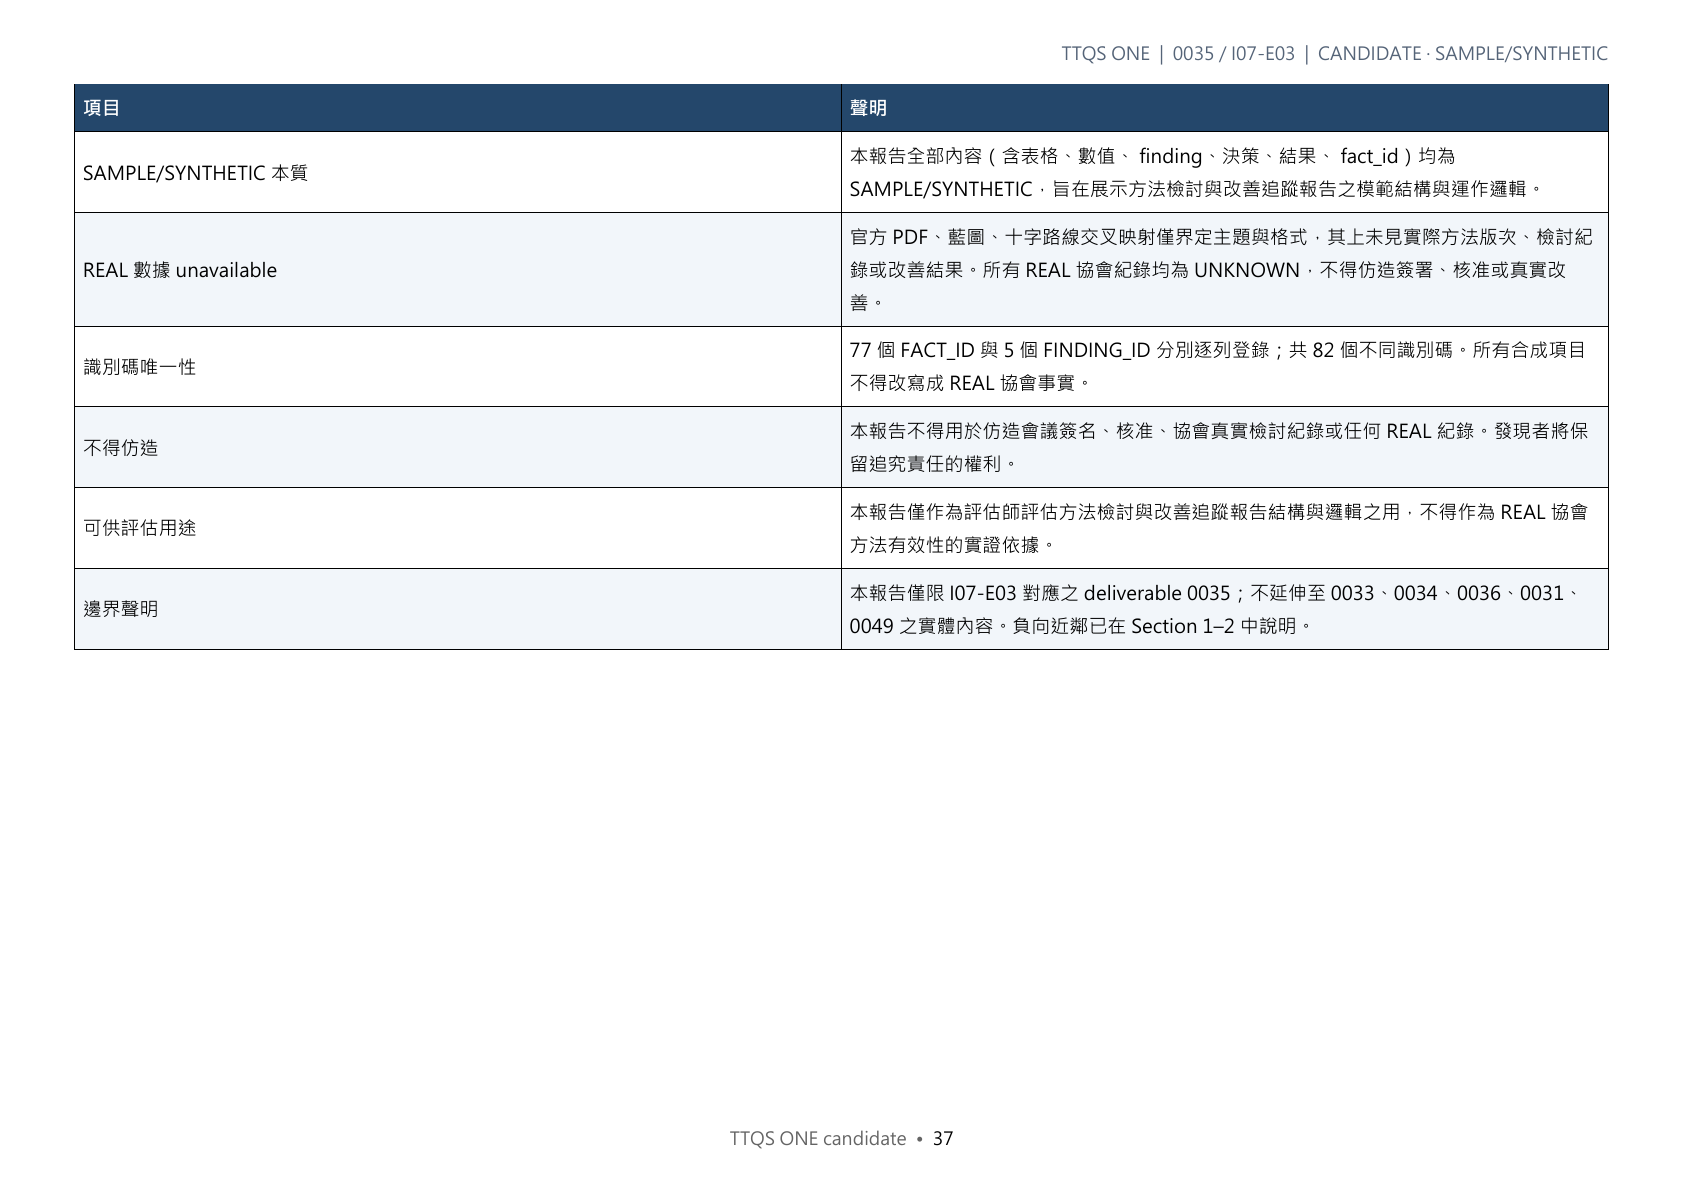 TTQS ONE | 0035 / I07-E03 | CANDIDATE · SAMPLE/SYNTHETIC
項目
聲明
SAMPLE/SYNTHETIC 本質
本報告全部內容（含表格、數值、 finding、決策、結果、 fact_id）均為
SAMPLE/SYNTHETIC，旨在展示方法檢討與改善追蹤報告之模範結構與運作邏輯。
REAL 數據 unavailable
官方 PDF、藍圖、十字路線交叉映射僅界定主題與格式，其上未見實際方法版次、檢討紀
錄或改善結果。所有 REAL 協會紀錄均為 UNKNOWN，不得仿造簽署、核准或真實改
善。
識別碼唯一性
77 個 FACT_ID 與 5 個 FINDING_ID 分別逐列登錄；共 82 個不同識別碼。所有合成項目
不得改寫成 REAL 協會事實。
不得仿造
本報告不得用於仿造會議簽名、核准、協會真實檢討紀錄或任何 REAL 紀錄。發現者將保
留追究責任的權利。
可供評估用途
本報告僅作為評估師評估方法檢討與改善追蹤報告結構與邏輯之用，不得作為 REAL 協會
方法有效性的實證依據。
邊界聲明
本報告僅限 I07-E03 對應之 deliverable 0035；不延伸至 0033、0034、0036、0031、
0049 之實體內容。負向近鄰已在 Section 1–2 中說明。
TTQS ONE candidate • 37